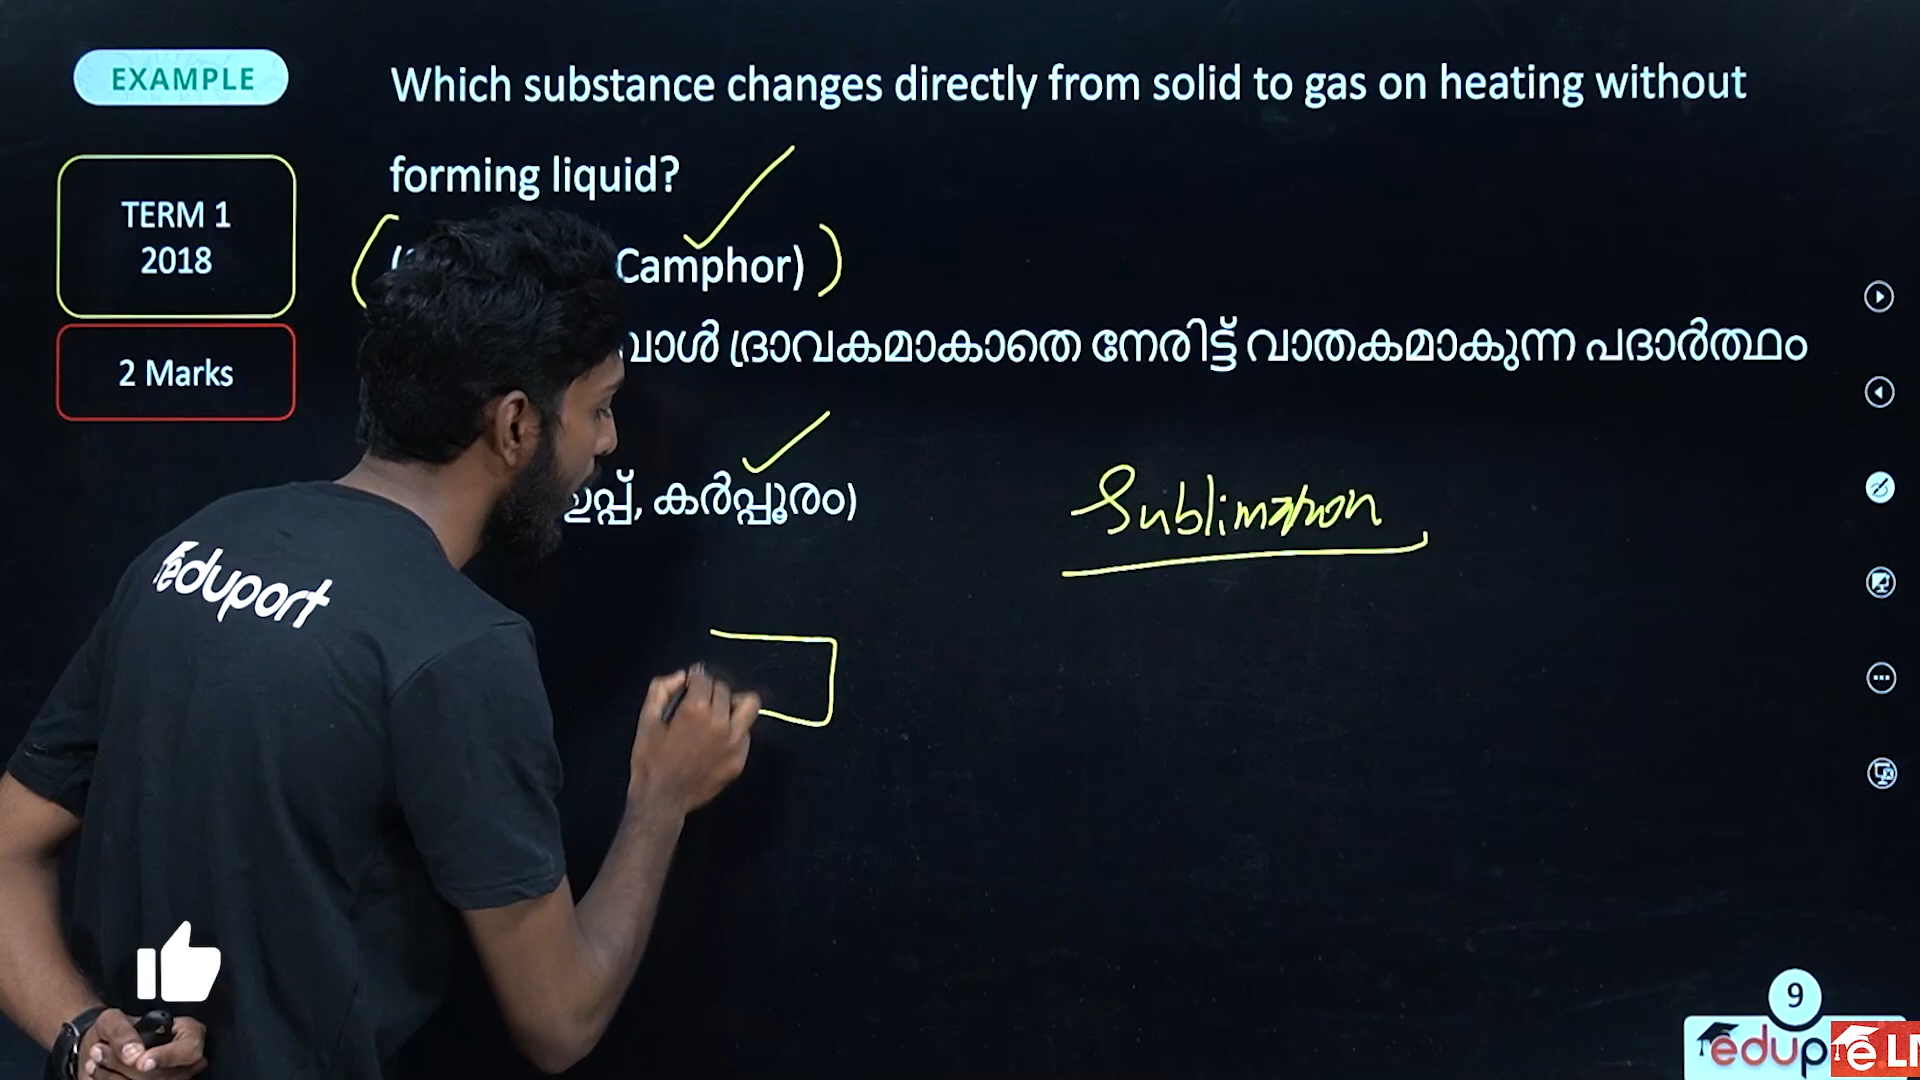 EXAMPLE
Which substance changes directly from solid to gas on heating without
forming liquid?
TERM 1
2018
Camphor)
ദ്രാവകമാകാതെ നേരിട്ട് വാതകമാകുന്ന പദാർത്ഥം
2 Marks
ഉപ്പ്, കർപ്പൂരം)
Sublimation
eduport
9